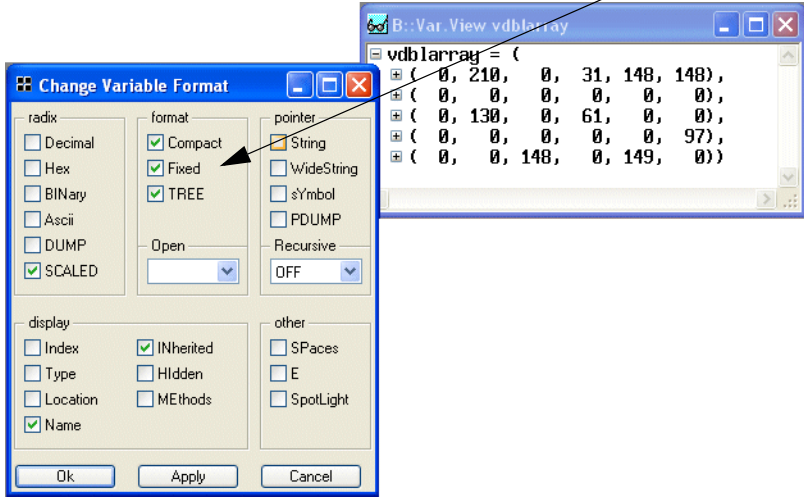 B::Var.View vdblarray
vdblarray = (
(   0, 210,   0,  31, 148, 148),
(   0,   0,   0,   0,   0,   0),
(   0, 130,   0,  61,   0,   0),
(   0,   0,   0,   0,   0,  97),
(   0,   0, 148,   0, 149,   0))
Change Variable Format
radix
Decimal
Hex
BINary
Ascii
DUMP
SCALED
format
Compact
Fixed
TREE
Open
pointer
String
WideString
sYmbol
PDUMP
Recursive
OFF
display
Index
Type
Location
Name
INherited
HIdden
MEthods
other
SPaces
E
SpotLight
Ok
Apply
Cancel